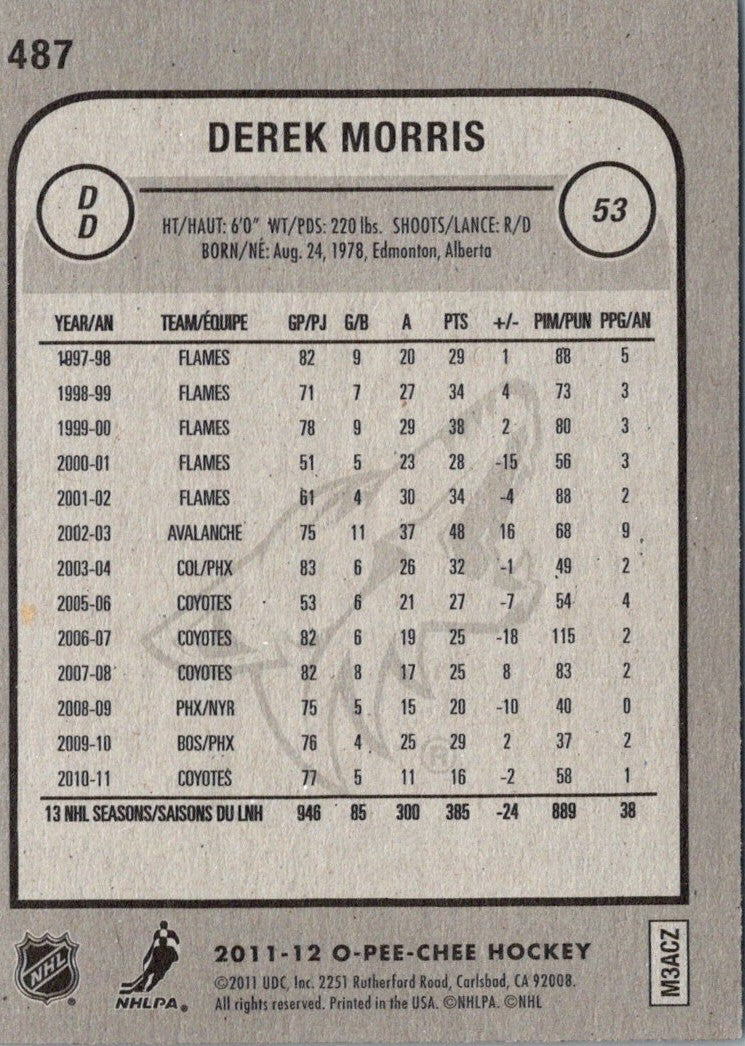 487
DEREK MORRIS
D
D
HT/HAUT: 6'0" WT/PDS: 220 lbs. SHOOTS/LANCE: R/D
53
BORN/NÉ: Aug. 24, 1978, Edmonton, Alberta
YEAR/AN TEAM/ÉQUIPE GP/PJ G/B A PTS +/- PIM/PUN PPG/AN
1997-98 FLAMES 82 9 20 29 1 88 5
1998-99 FLAMES 71 7 27 34 4 73 3
1999-00 FLAMES 78 9 29 38 2 80 3
2000-01 FLAMES 51 5 23 28 -15 56 3
2001-02 FLAMES 61 4 30 34 -4 88 2
2002-03 AVALANCHE 75 11 37 48 16 68 9
2003-04 COL/PHX 83 6 26 32 -1 49 2
2005-06 COYOTES 53 6 21 27 -7 54 4
2006-07 COYOTES 82 6 19 25 -18 115 2
2007-08 COYOTES 82 8 17 25 8 83 2
2008-09 PHX/NYR 75 5 15 20 -10 40 0
2009-10 BOS/PHX 76 4 25 29 2 37 2
2010-11 COYOTES 77 5 11 16 -2 58 1
13 NHL SEASONS/SAISONS DU LNH 946 85 300 385 -24 889 38
®
NHL ®
NHLPA®
2011-12 O-PEE-CHEE HOCKEY
©2011 UDC, Inc. 2251 Rutherford Road, Carlsbad, CA 92008.
All rights reserved. Printed in the USA. ©NHLPA. ©NHL
M3ACZ